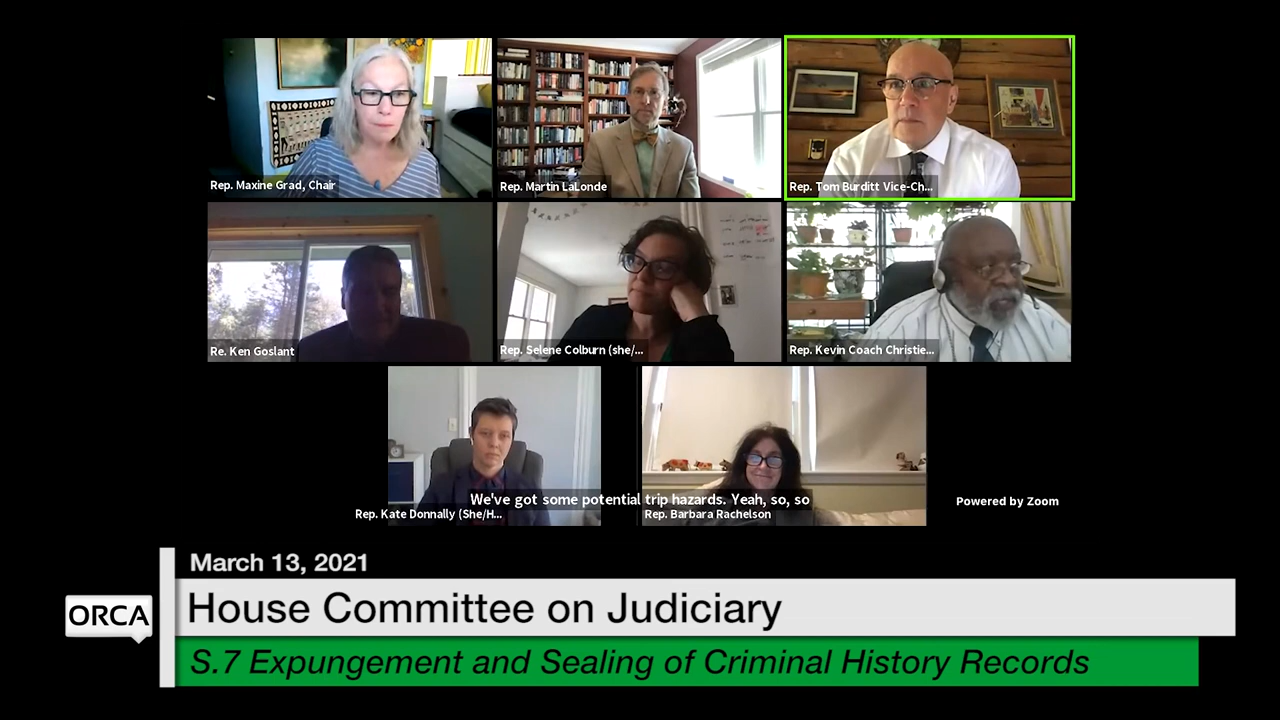 Rep. Maxine Grad, Chair
Rep. Martin LaLonde
Rep. Tom Burditt Vice-Ch...
Re. Ken Goslant
Rep. Selene Colburn (she/...
Rep. Kevin Coach Christie...
We've got some potential trip hazards. Yeah, so, so
Rep. Kate Donnally (She/H...
Rep. Barbara Rachelson
Powered by Zoom
March 13, 2021
ORCA
House Committee on Judiciary
S.7 Expungement and Sealing of Criminal History Records